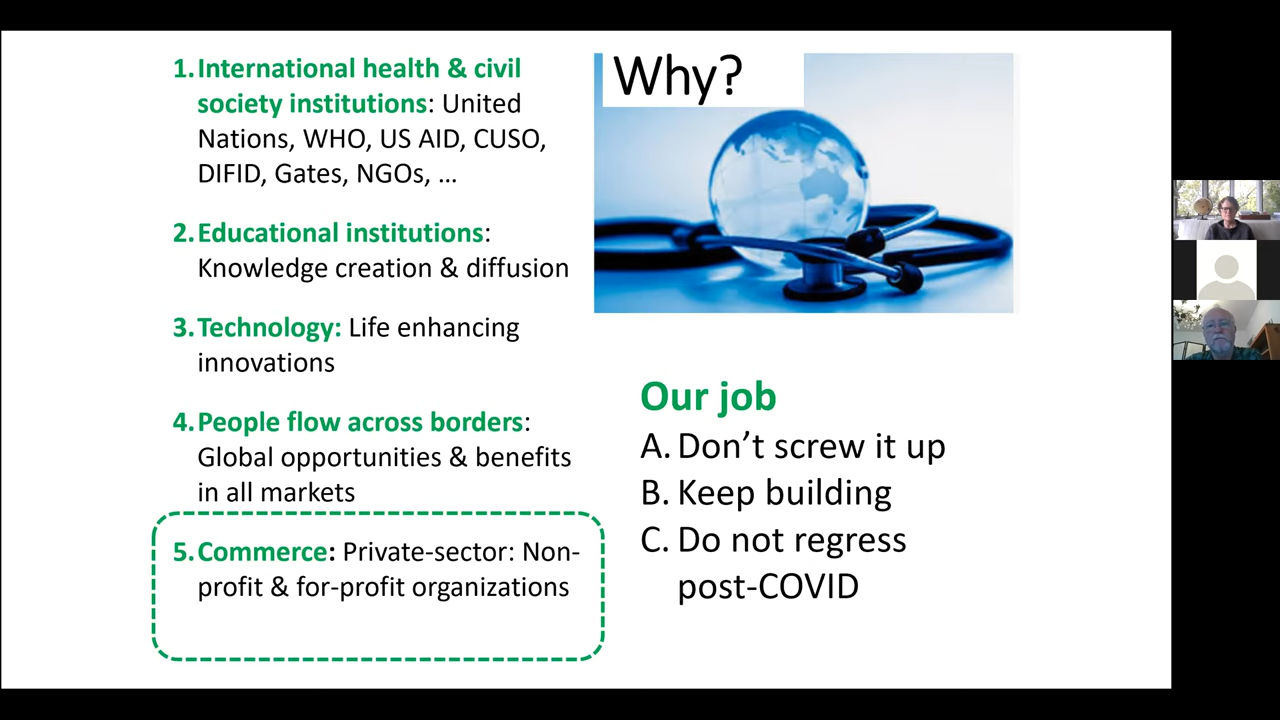 1. International health & civil
society institutions: United
Nations, WHO, US AID, CUSO,
DIFID, Gates, NGOs, ...
2. Educational institutions:
Knowledge creation & diffusion
3. Technology: Life enhancing
innovations
4. People flow across borders:
Global opportunities & benefits
in all markets
5. Commerce: Private-sector: Non-
profit & for-profit organizations
Why?
Our job
A. Don’t screw it up
B. Keep building
C. Do not regress
post-COVID